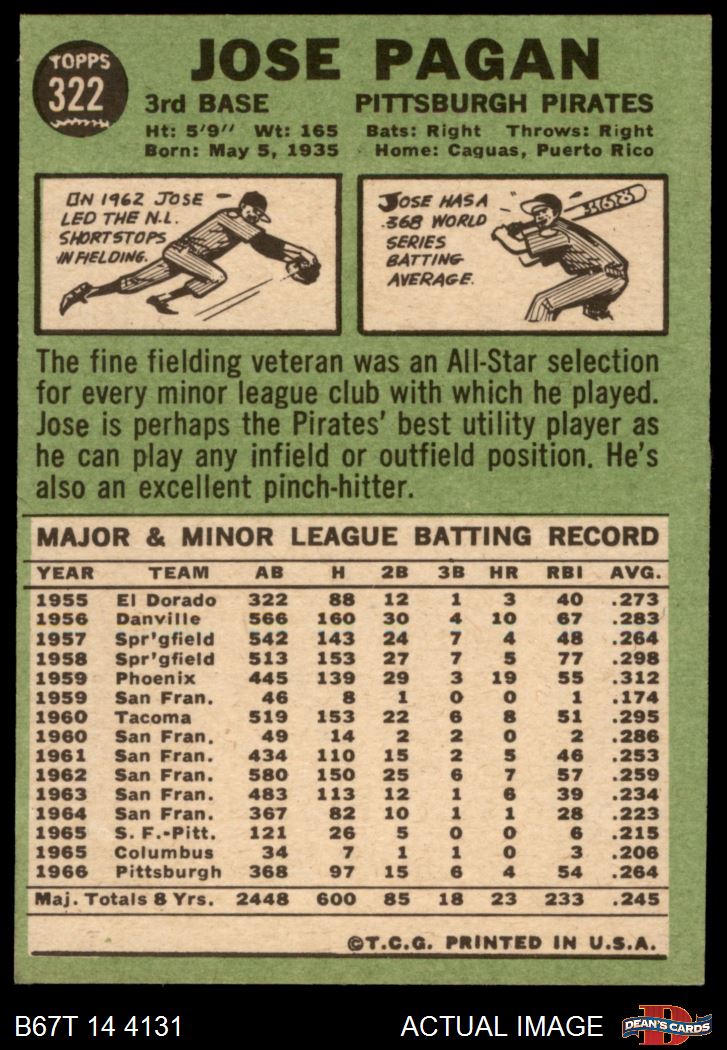 TOPPS
322
JOSE PAGAN
3rd BASE PITTSBURGH PIRATES
Ht: 5'9" Wt: 165 Bats: Right Throws: Right
Born: May 5, 1935 Home: Caguas, Puerto Rico
IN 1962 JOSE
LED THE N.L.
SHORTSTOPS
IN FIELDING.
JOSE HAS A
.368 WORLD
SERIES
BATTING
AVERAGE.
The fine fielding veteran was an All-Star selection
for every minor league club with which he played.
Jose is perhaps the Pirates' best utility player as
he can play any infield or outfield position. He's
also an excellent pinch-hitter.
MAJOR & MINOR LEAGUE BATTING RECORD
YEAR TEAM AB H 2B 3B HR RBI AVG.
1955 El Dorado 322 88 12 1 3 40 .273
1956 Danville 566 160 30 4 10 67 .283
1957 Spr'gfield 542 143 24 7 4 48 .264
1958 Spr'gfield 513 153 27 7 5 77 .298
1959 Phoenix 445 139 29 3 19 55 .312
1959 San Fran. 46 8 1 0 0 1 .174
1960 Tacoma 519 153 22 6 8 51 .295
1960 San Fran. 49 14 2 2 0 2 .286
1961 San Fran. 434 110 15 2 5 46 .253
1962 San Fran. 580 150 25 6 7 57 .259
1963 San Fran. 483 113 12 1 6 39 .234
1964 San Fran. 367 82 10 1 1 28 .223
1965 S. F.-Pitt. 121 26 5 0 0 6 .215
1965 Columbus 34 7 1 1 0 3 .206
1966 Pittsburgh 368 97 15 6 4 54 .264
Maj. Totals 8 Yrs. 2448 600 85 18 23 233 .245
©T.C.G. PRINTED IN U.S.A.
B67T 14 4131 ACTUAL IMAGE
D
DEAN'S CARDS